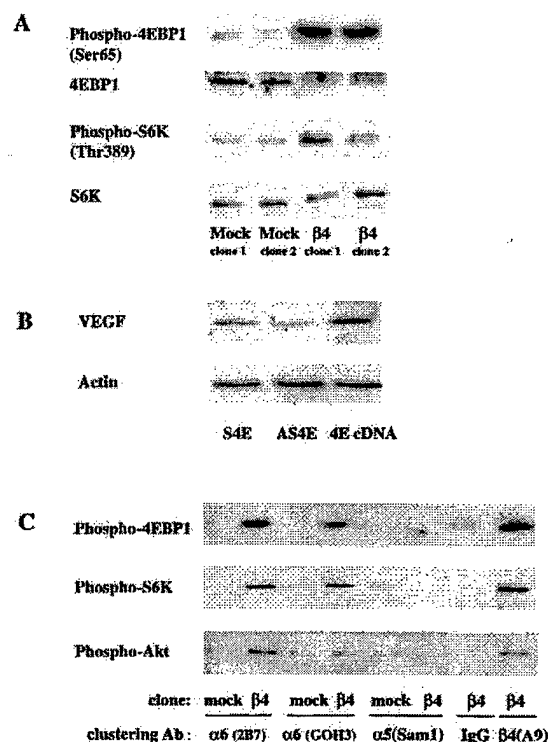 A
Phospho-4EBP1
(Ser65)
4EBP1
Phospho-S6K
(Thr389)
S6K
Mock Mock β4 β4
clone 1 clone 2 clone 1 clone 2
B
VEGF
Actin
S4E AS4E 4E cDNA
C
Phospho-4EBP1
Phospho-S6K
Phospho-Akt
clone: mock β4 mock β4 mock β4 β4 β4
clustering Ab: α6 (2B7) α6 (GOH3) α5(Sam1) IgG β4(A9)